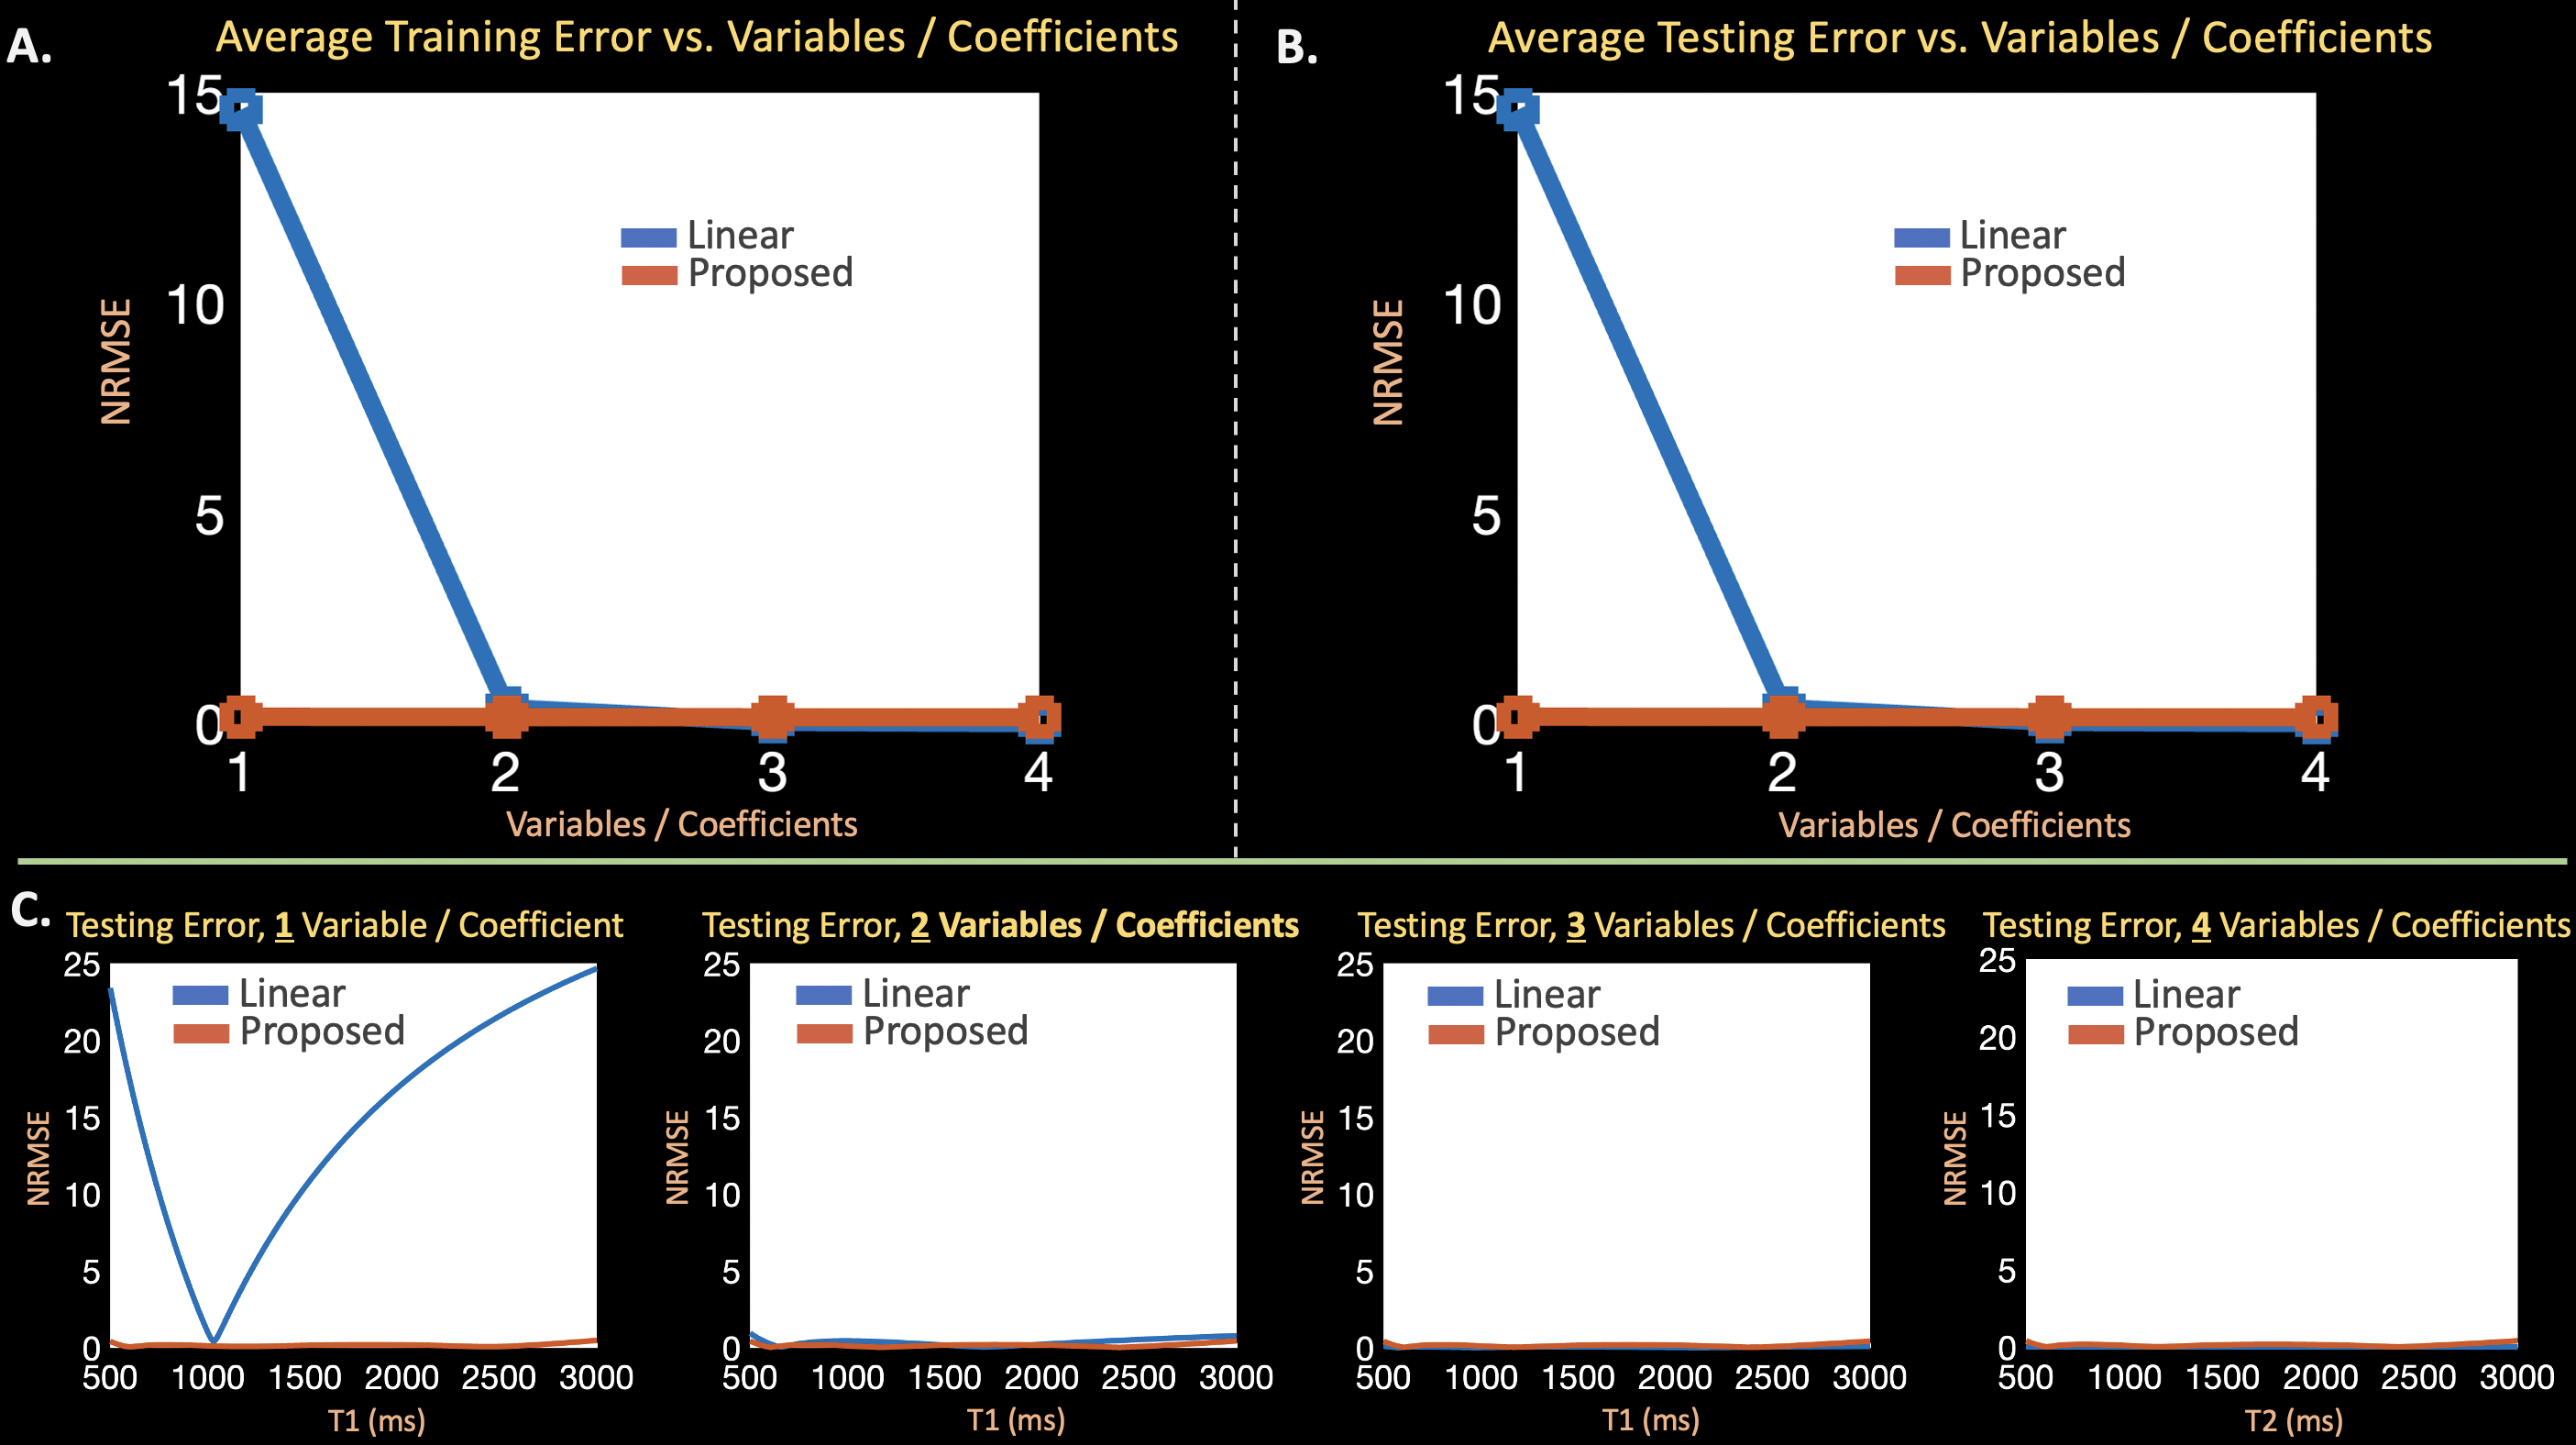 A.
Average Training Error vs. Variables / Coefficients
15
10
5
0
NRMSE
Linear
Proposed
1 2 3 4
Variables / Coefficients
B.
Average Testing Error vs. Variables / Coefficients
15
10
5
0
NRMSE
Linear
Proposed
1 2 3 4
Variables / Coefficients
C.
Testing Error, 1 Variable / Coefficient
25
20
15
10
5
0
NRMSE
Linear
Proposed
500 1000 1500 2000 2500 3000
T1 (ms)
Testing Error, 2 Variables / Coefficients
25
20
15
10
5
0
NRMSE
Linear
Proposed
500 1000 1500 2000 2500 3000
T1 (ms)
Testing Error, 3 Variables / Coefficients
25
20
15
10
5
0
NRMSE
Linear
Proposed
500 1000 1500 2000 2500 3000
T1 (ms)
Testing Error, 4 Variables / Coefficients
25
20
15
10
5
0
NRMSE
Linear
Proposed
500 1000 1500 2000 2500 3000
T2 (ms)